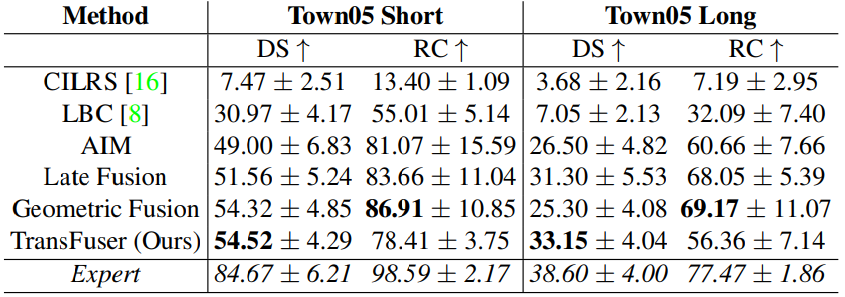 Method Town05 Short Town05 Long
DS ↑ RC ↑ DS ↑ RC ↑
CILRS [16] 7.47 ± 2.51 13.40 ± 1.09 3.68 ± 2.16 7.19 ± 2.95
LBC [8] 30.97 ± 4.17 55.01 ± 5.14 7.05 ± 2.13 32.09 ± 7.40
AIM 49.00 ± 6.83 81.07 ± 15.59 26.50 ± 4.82 60.66 ± 7.66
Late Fusion 51.56 ± 5.24 83.66 ± 11.04 31.30 ± 5.53 68.05 ± 5.39
Geometric Fusion 54.32 ± 4.85 86.91 ± 10.85 25.30 ± 4.08 69.17 ± 11.07
TransFuser (Ours) 54.52 ± 4.29 78.41 ± 3.75 33.15 ± 4.04 56.36 ± 7.14
Expert 84.67 ± 6.21 98.59 ± 2.17 38.60 ± 4.00 77.47 ± 1.86